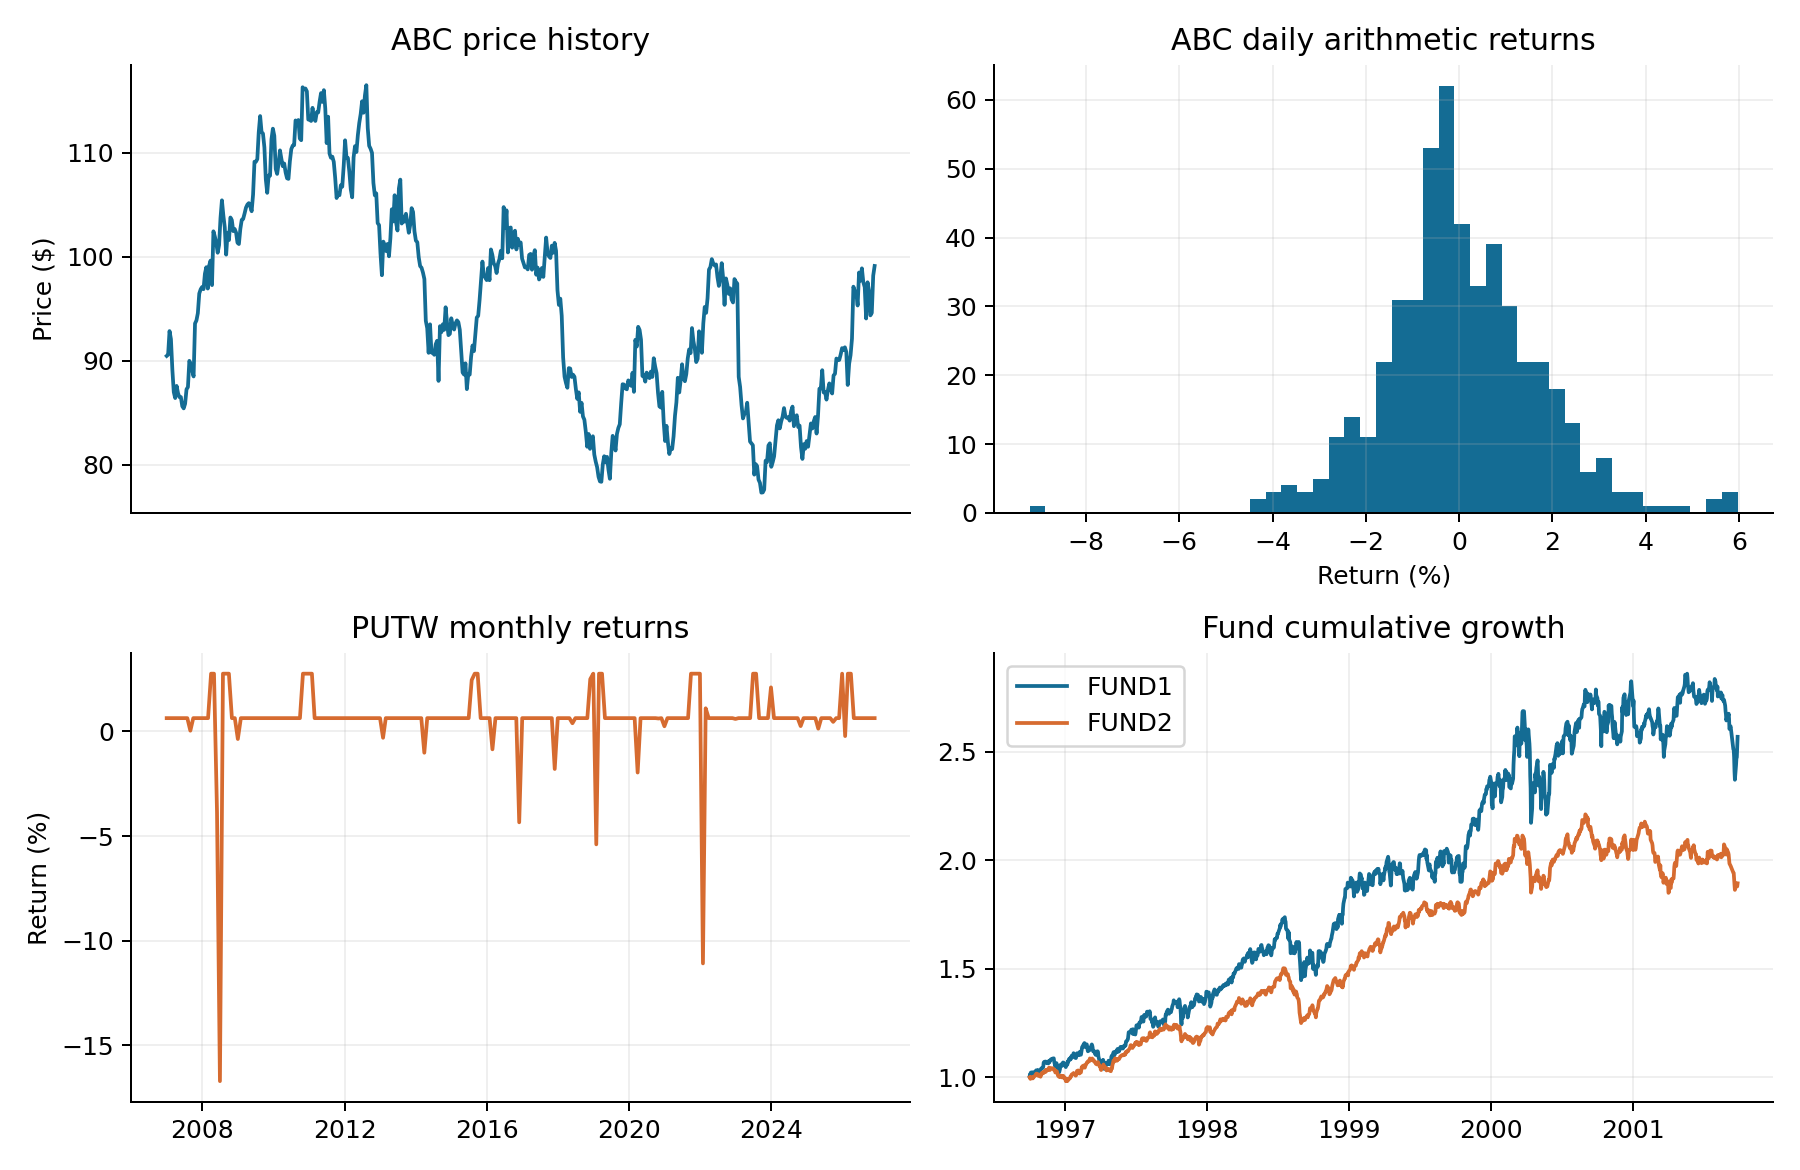 ABC price history
Price ($)
110
100
90
80
ABC daily arithmetic returns
60
50
40
30
20
10
0
−8 −6 −4 −2 0 2 4 6
Return (%)
PUTW monthly returns
Return (%)
0
−5
−10
−15
2008 2012 2016 2020 2024
Fund cumulative growth
FUND1
FUND2
2.5
2.0
1.5
1.0
1997 1998 1999 2000 2001